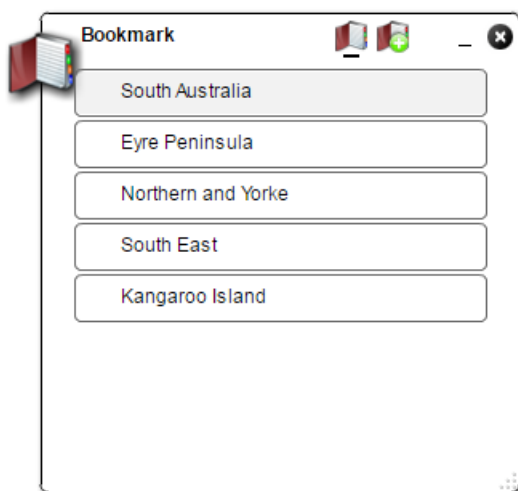 Bookmark
South Australia
Eyre Peninsula
Northern and Yorke
South East
Kangaroo Island